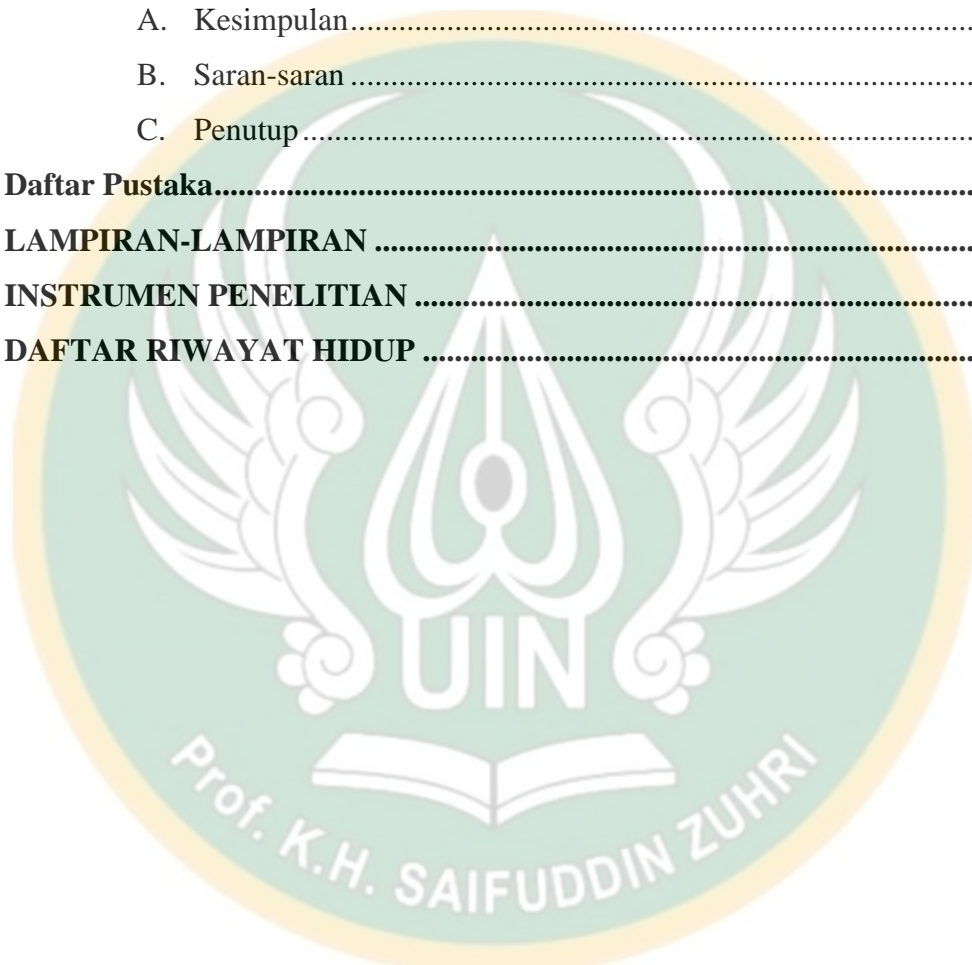 A. Kesimpulan..........................................................................................
B. Saran-saran ..........................................................................................
C. Penutup..........................................................................................
Daftar Pustaka..........................................................................................
LAMPIRAN-LAMPIRAN ..........................................................................................
INSTRUMEN PENELITIAN ..........................................................................................
DAFTAR RIWAYAT HIDUP ..........................................................................................
UIN
Prof. K.H. SAIFUDDIN ZUHRI